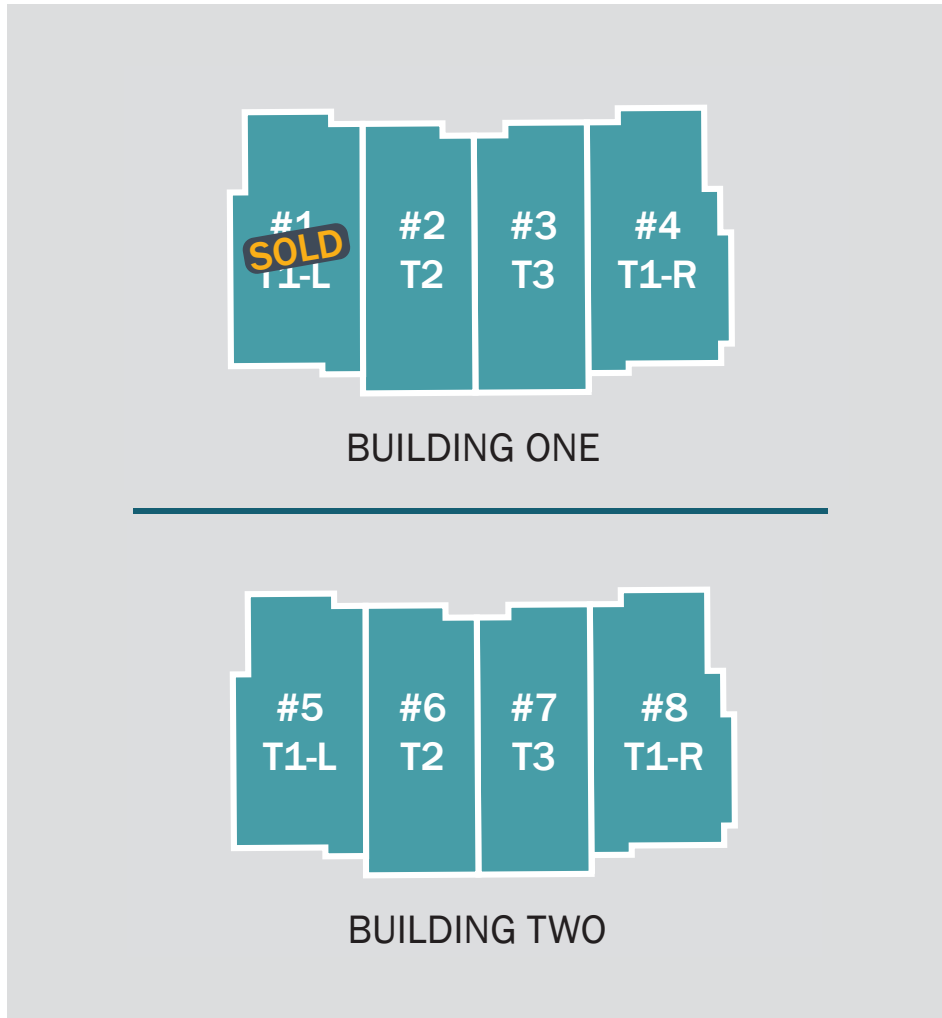 #1
SOLD
T1-L
#2
T2
#3
T3
#4
T1-R
BUILDING ONE
#5
T1-L
#6
T2
#7
T3
#8
T1-R
BUILDING TWO